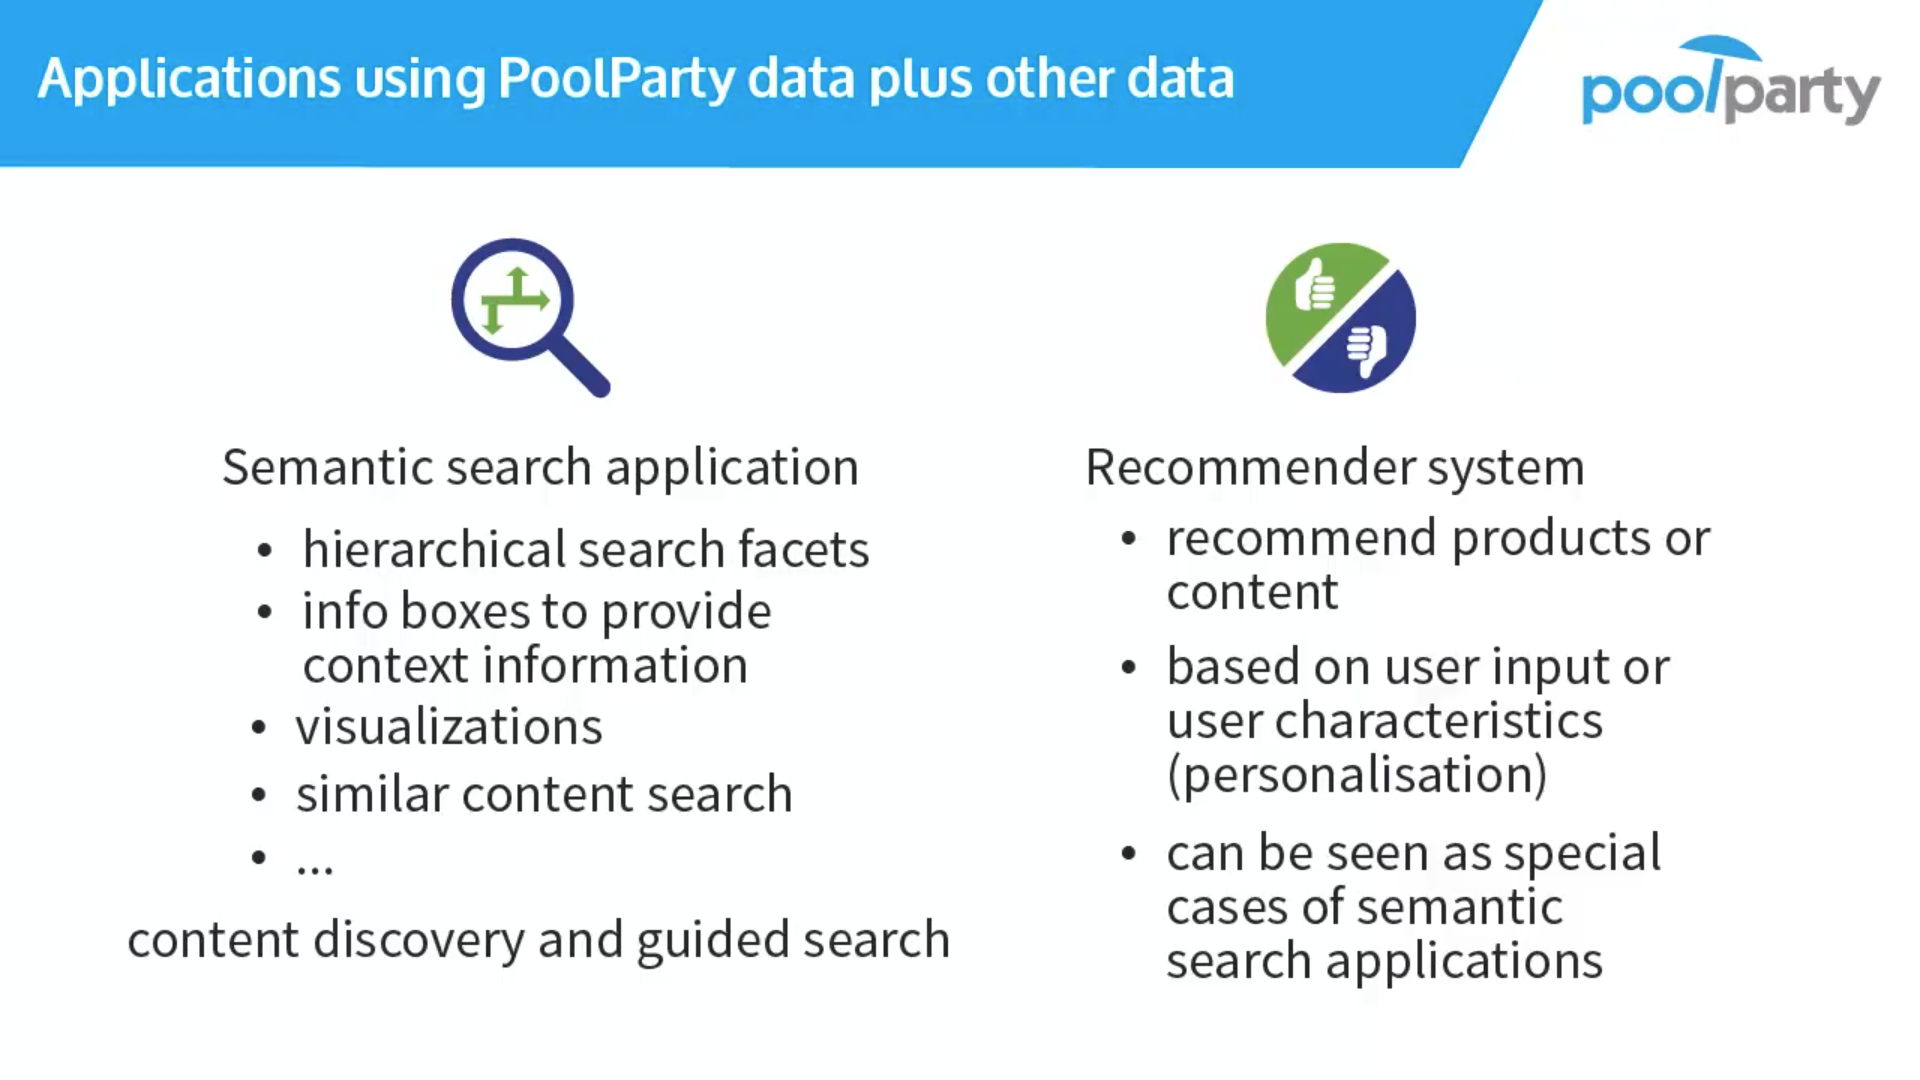 Applications using PoolParty data plus other data
poolparty
Semantic search application
• hierarchical search facets
• info boxes to provide
context information
• visualizations
• similar content search
• ...
content discovery and guided search
Recommender system
• recommend products or
content
• based on user input or
user characteristics
(personalisation)
• can be seen as special
cases of semantic
search applications